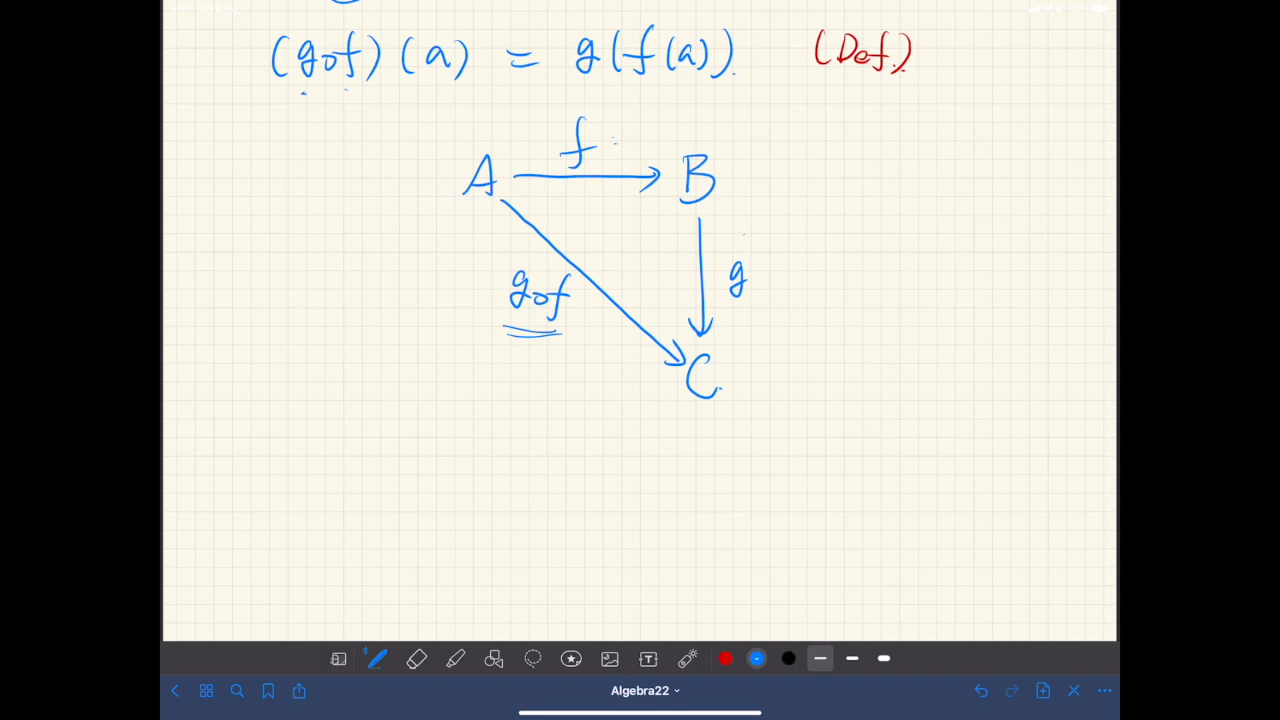 (g∘f)(a) = g(f(a)). (Def.)
f
A B
g
g∘f
C
Algebra22